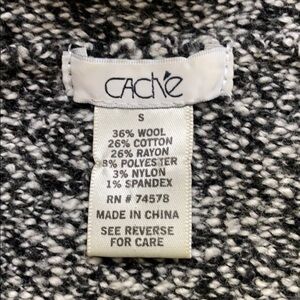 Caché
S
36% WOOL
26% COTTON
26% RAYON
8% POLYESTER
3% NYLON
1% SPANDEX
RN # 74578
MADE IN CHINA
SEE REVERSE
FOR CARE